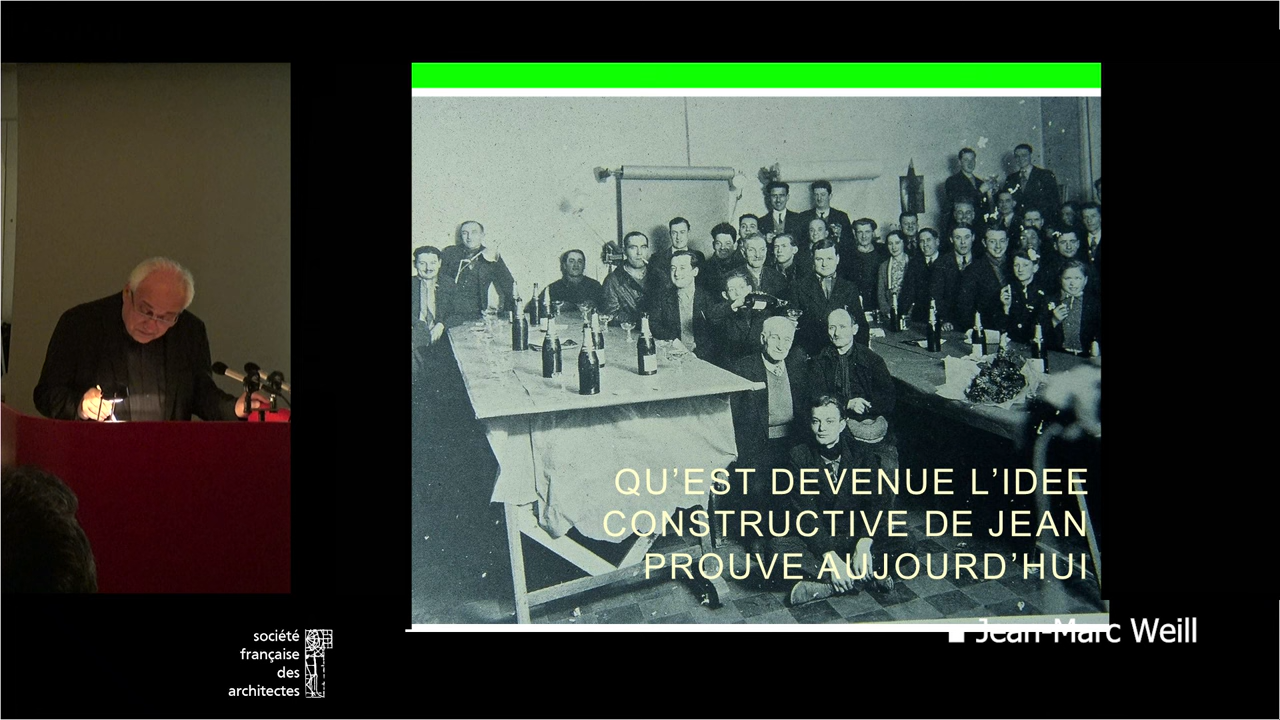 QU’EST DEVENUE L’IDEE
CONSTRUCTIVE DE JEAN
PROUVE AUJOURD’HUI
Jean-Marc Weill
société
française
des
architectes